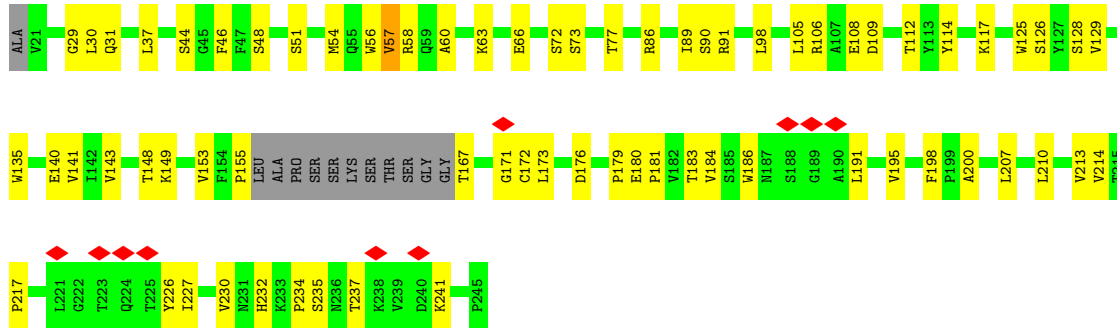 ALA V21 G29 L30 Q31 L37 S44 G45 F46 F47 S48 S51 M54 Q55 W56 V57 R58 Q59 A60 K63 E66 S72 S73 T77 R86 I89 S90 R91 L98 L105 R106 A107 E108 D109 T112 Y113 Y114 K117 W125 S126 Y127 S128 V129
W135 E140 V141 I142 V143 T148 K149 V153 F154 P155 LEU ALA PRO SER SER LYS SER THR SER GLY GLY T167 G171 C172 L173 D176 P179 E180 P181 V182 T183 V184 S185 W186 N187 S188 G189 A190 L191 V195 F198 P199 A200 L207 L210 V213 V214 T215
P217 L221 G222 T223 Q224 T225 Y226 I227 V230 N231 H232 K233 P234 S235 N236 T237 K238 V239 D240 K241 P245